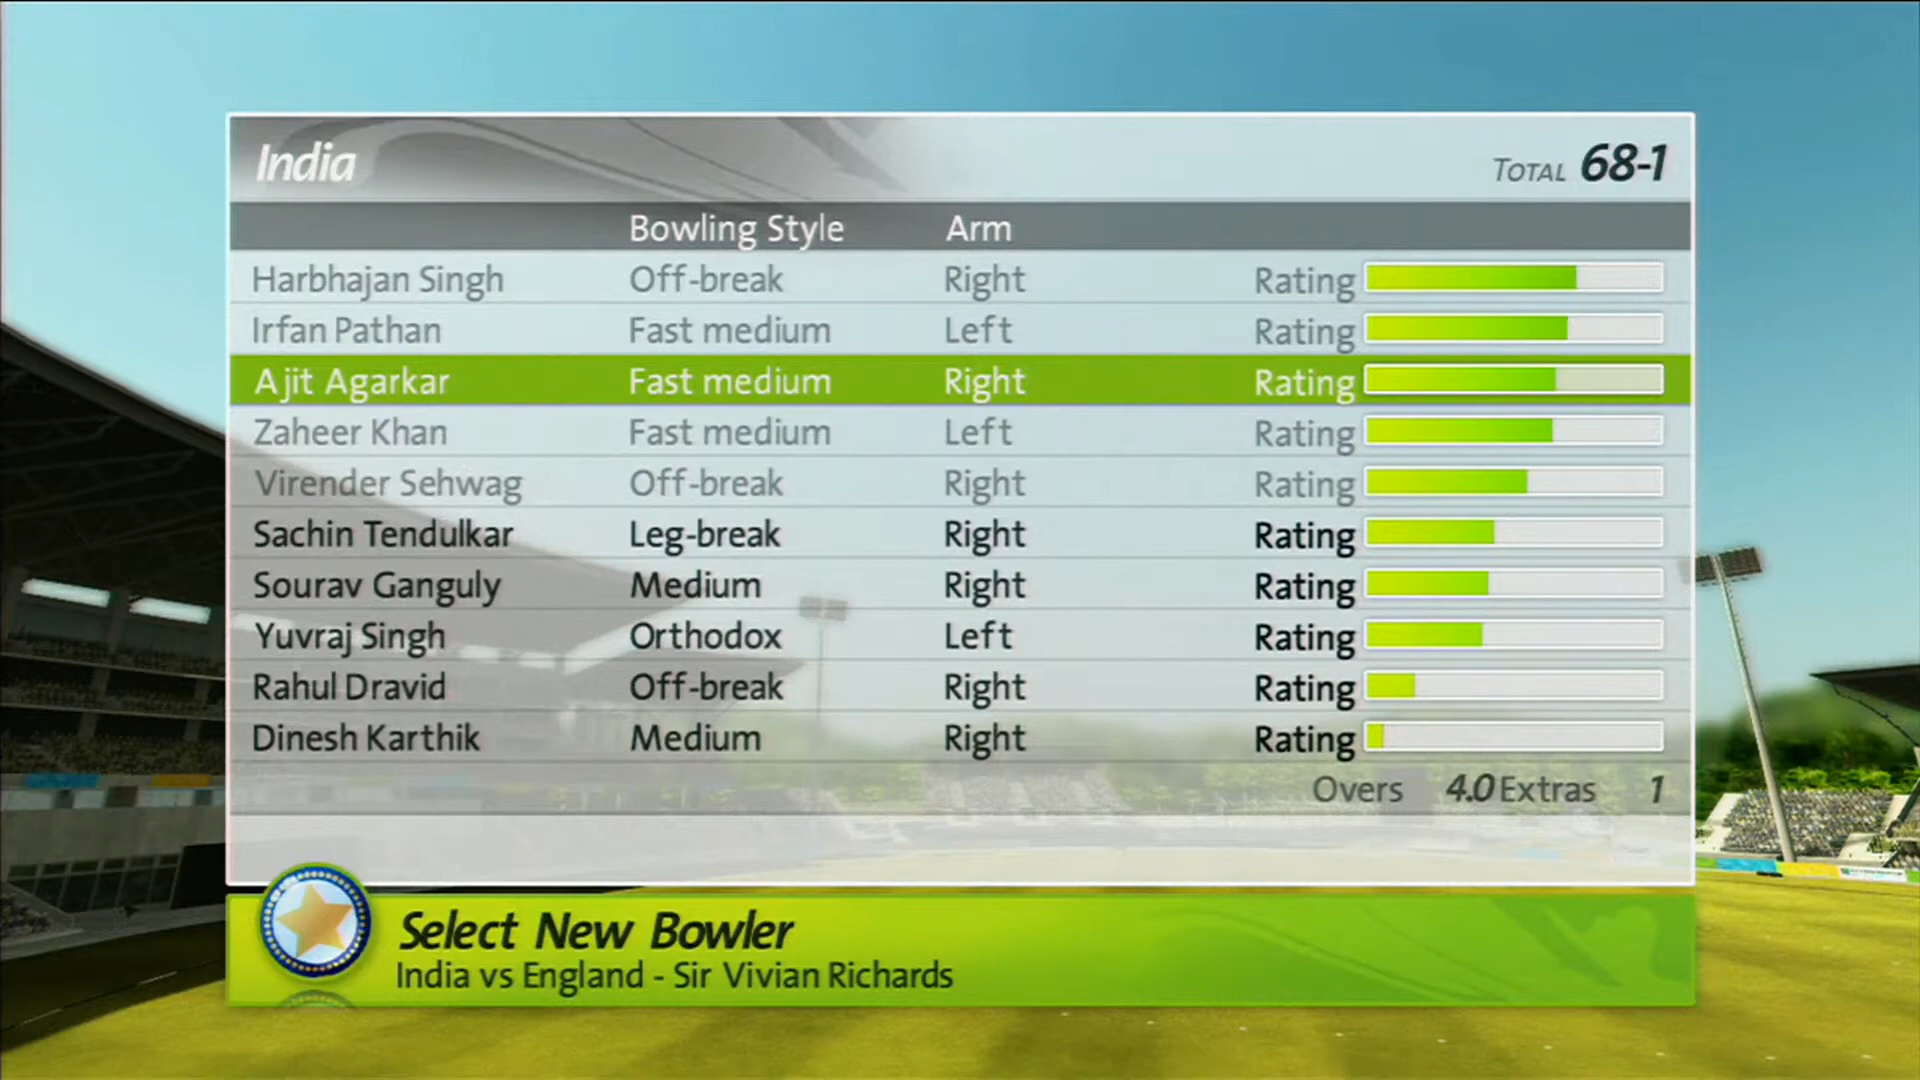 India TOTAL 68-1
Bowling Style Arm
Harbhajan Singh Off-break Right Rating
Irfan Pathan Fast medium Left Rating
Ajit Agarkar Fast medium Right Rating
Zaheer Khan Fast medium Left Rating
Virender Sehwag Off-break Right Rating
Sachin Tendulkar Leg-break Right Rating
Sourav Ganguly Medium Right Rating
Yuvraj Singh Orthodox Left Rating
Rahul Dravid Off-break Right Rating
Dinesh Karthik Medium Right Rating
Overs 4.0 Extras 1
Select New Bowler
India vs England - Sir Vivian Richards